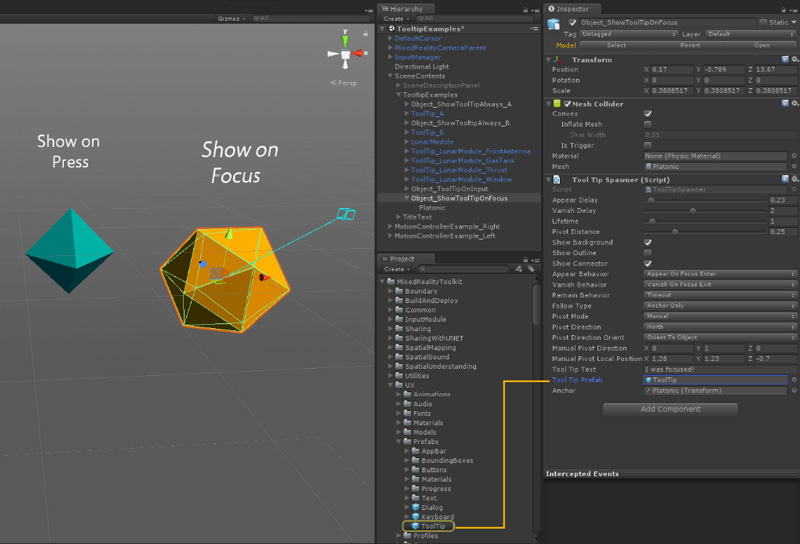 Gizmos
All
Y
X
Z
Persp
Show on
Press
Show on
Focus
Hierarchy
Create
All
TooltipExamples*
DefaultCursor
MixedRealityCameraParent
InputManager
Directional Light
SceneContents
SceneDescriptionPanel
TooltipExamples
Object_ShowToolTipAlways_A
ToolTip_A
Object_ShowTooltipAlways_B
ToolTip_B
LunarModule
ToolTip_LunarModule_FrontAntenna
ToolTip_LunarModule_GasTank
ToolTip_LunarModule_Thrust
ToolTip_LunarModule_Window
Object_ToolTipOnInput
Object_ShowToolTipOnFocus
Platonic
TitleText
MotionControllerExample_Right
MotionControllerExample_Left
Project
Create
MixedRealityToolkit
Boundary
BuildAndDeploy
Common
InputModule
Sharing
SharingWithUNET
SpatialMapping
SpatialSound
SpatialUnderstanding
Utilities
UX
Animations
Audio
Fonts
Materials
Models
Prefabs
AppBar
BoundingBoxes
Buttons
Materials
Progress
Text
Dialog
Keyboard
ToolTip
Profiles
Inspector
Object_ShowToolTipOnFocus Static
Tag Untagged Layer Default
Model Select Revert Open
Transform
Position X 0.17 Y -0.789 Z 13.67
Rotation X 0 Y 0 Z 0
Scale X 0.3808517 Y 0.3808517 Z 0.3808517
Mesh Collider
Convex
Inflate Mesh
Skin Width 0.01
Is Trigger
Material None (Physic Material)
Mesh Platonic
Tool Tip Spawner (Script)
Script ToolTipSpawner
Appear Delay 0.23
Vanish Delay 2
Lifetime 1
Pivot Distance 0.25
Show Background
Show Outline
Show Connector
Appear Behavior Appear On Focus Enter
Vanish Behavior Vanish On Focus Exit
Remain Behavior Timeout
Follow Type Anchor Only
Pivot Mode Manual
Pivot Direction North
Pivot Direction Orient Orient To Object
Manual Pivot Direction X 0 Y 1 Z 0
Manual Pivot Local Position X 1.28 Y 1.23 Z -0.7
Tool Tip Text I was focused!
Tool Tip Prefab ToolTip
Anchor Platonic (Transform)
Add Component
Intercepted Events